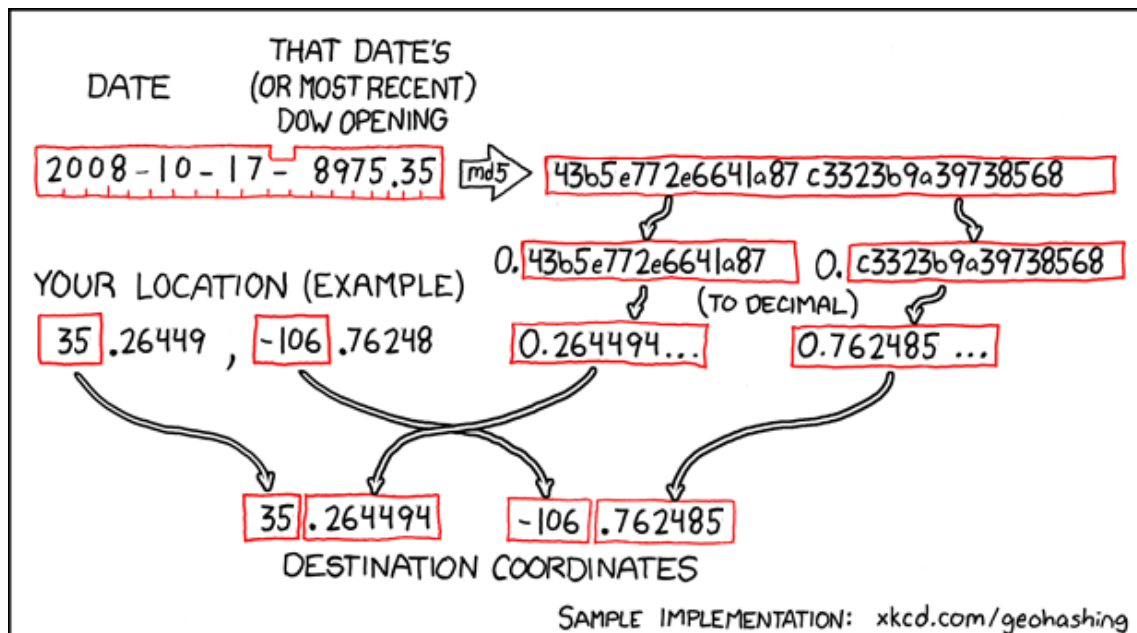 DATE
THAT DATE'S
(OR MOST RECENT)
DOW OPENING
2008-10-17-8975.35
md5
43b5e772e6641a87c3323b9a39738568
0.43b5e772e6641a87
0.c3323b9a39738568
YOUR LOCATION (EXAMPLE)
(TO DECIMAL)
35.26449, -106.76248
0.264494...
0.762485...
35.264494
-106.762485
DESTINATION COORDINATES
SAMPLE IMPLEMENTATION: xkcd.com/geohashing